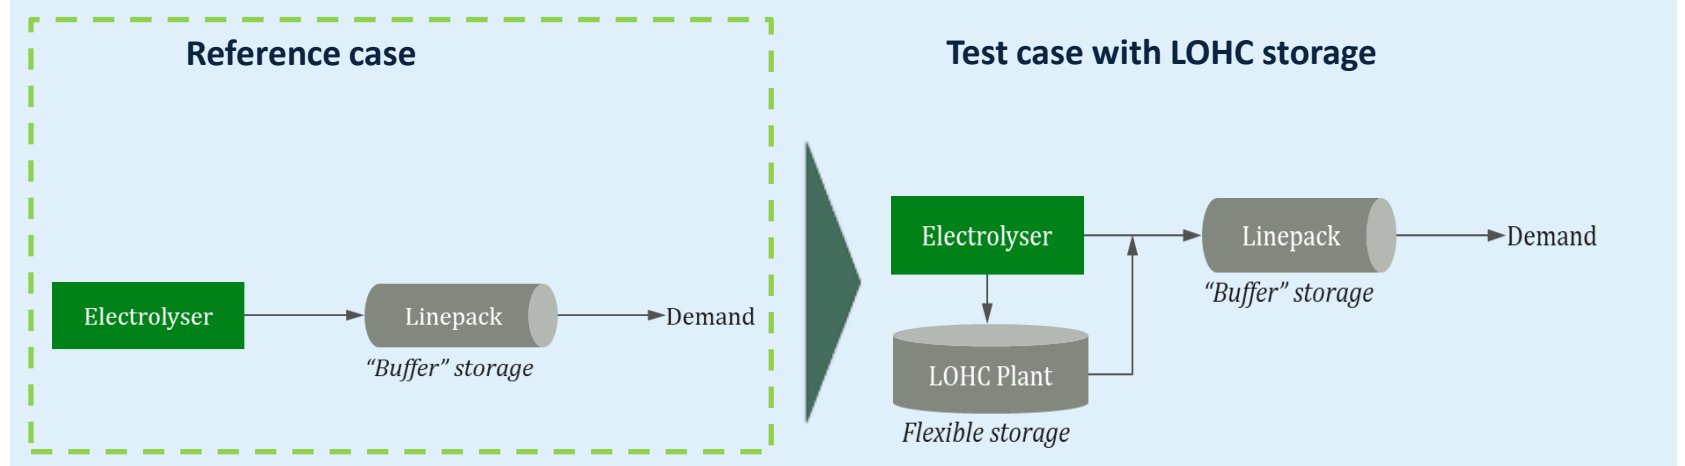 Reference case
Electrolyser
Linepack
Demand
“Buffer” storage
Test case with LOHC storage
Electrolyser
Linepack
Demand
“Buffer” storage
LOHC Plant
Flexible storage